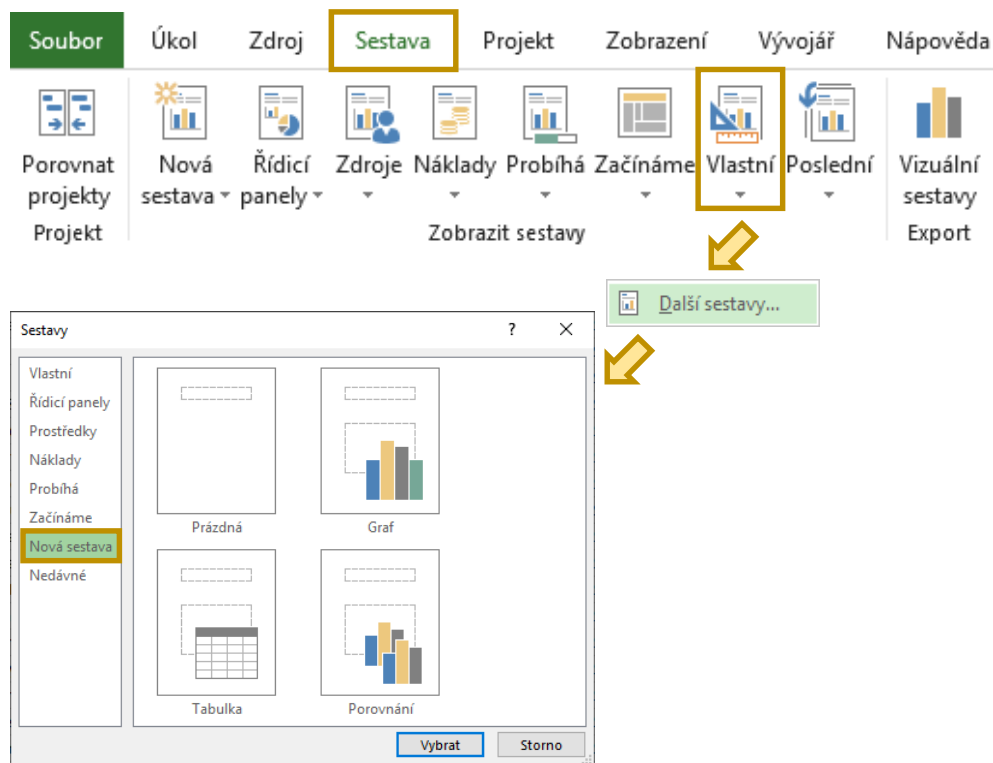 Soubor Úkol Zdroj Sestava Projekt Zobrazení Vývojář Nápověda
Porovnat projekty
Nová sestava
Řídicí panely
Zdroje
Náklady
Probíhá
Začínáme
Vlastní
Poslední
Vizuální sestavy
Projekt
Zobrazit sestavy
Export
Další sestavy...
Sestavy
?
Vlastní
Řídicí panely
Prostředky
Náklady
Probíhá
Začínáme
Nová sestava
Nedávné
Prázdná
Graf
Tabulka
Porovnání
Vybrat
Storno